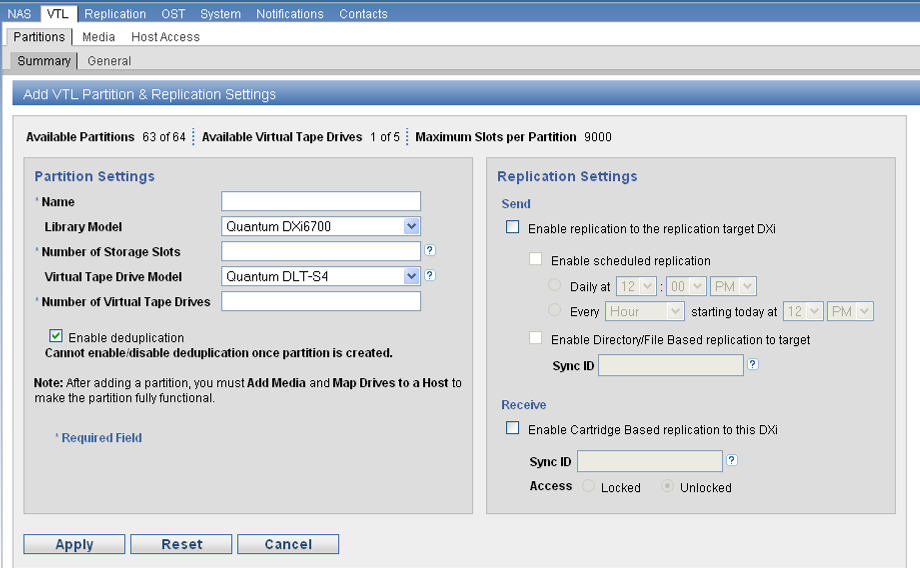 NAS VTL Replication OST System Notifications Contacts
Partitions Media Host Access
Summary General
Add VTL Partition & Replication Settings
Available Partitions 63 of 64 Available Virtual Tape Drives 1 of 5 Maximum Slots per Partition 9000
Partition Settings
* Name
Library Model Quantum DXi6700
* Number of Storage Slots ?
Virtual Tape Drive Model Quantum DLT-S4 ?
* Number of Virtual Tape Drives
Enable deduplication
Cannot enable/disable deduplication once partition is created.
Note: After adding a partition, you must Add Media and Map Drives to a Host to
make the partition fully functional.
* Required Field
Replication Settings
Send
Enable replication to the replication target DXi
Enable scheduled replication
Daily at 12 : 00 PM
Every Hour starting today at 12 PM
Enable Directory/File Based replication to target
Sync ID ?
Receive
Enable Cartridge Based replication to this DXi
Sync ID ?
Access Locked Unlocked
Apply Reset Cancel